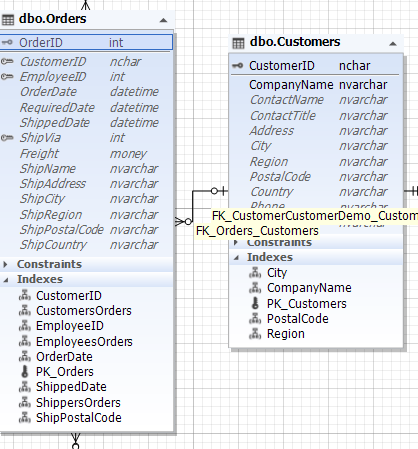 dbo.Orders
OrderID int
CustomerID nchar
EmployeeID int
OrderDate datetime
RequiredDate datetime
ShippedDate datetime
ShipVia int
Freight money
ShipName nvarchar
ShipAddress nvarchar
ShipCity nvarchar
ShipRegion nvarchar
ShipPostalCode nvarchar
ShipCountry nvarchar
Constraints
Indexes
CustomerID
CustomersOrders
EmployeeID
EmployeesOrders
OrderDate
PK_Orders
ShippedDate
ShippersOrders
ShipPostalCode
dbo.Customers
CustomerID nchar
CompanyName nvarchar
ContactName nvarchar
ContactTitle nvarchar
Address nvarchar
City nvarchar
Region nvarchar
PostalCode nvarchar
Country nvarchar
Phone nvarchar
FK_CustomerCustomerDemo_Custom
FK_Orders_Customers
Constraints
Indexes
City
CompanyName
PK_Customers
PostalCode
Region